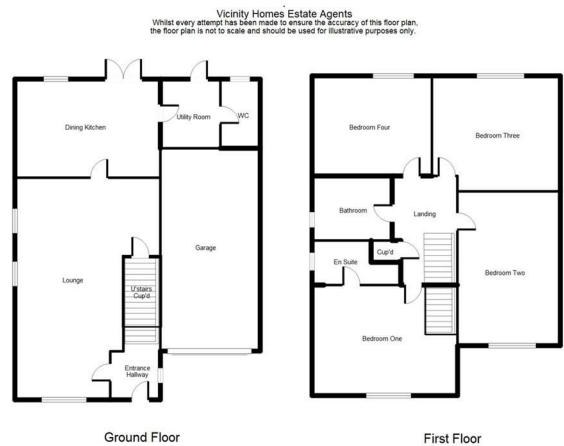 Vicinity Homes Estate Agents
Whilst every attempt has been made to ensure the accuracy of this floor plan,
the floor plan is not to scale and should be used for illustrative purposes only.
Dining Kitchen
Utility Room
WC
Lounge
Garage
U'stairs
Cup'd
Entrance
Hallway
Ground Floor
Bedroom Four
Bedroom Three
Bathroom
Landing
Cup'd
En Suite
Bedroom Two
Bedroom One
First Floor